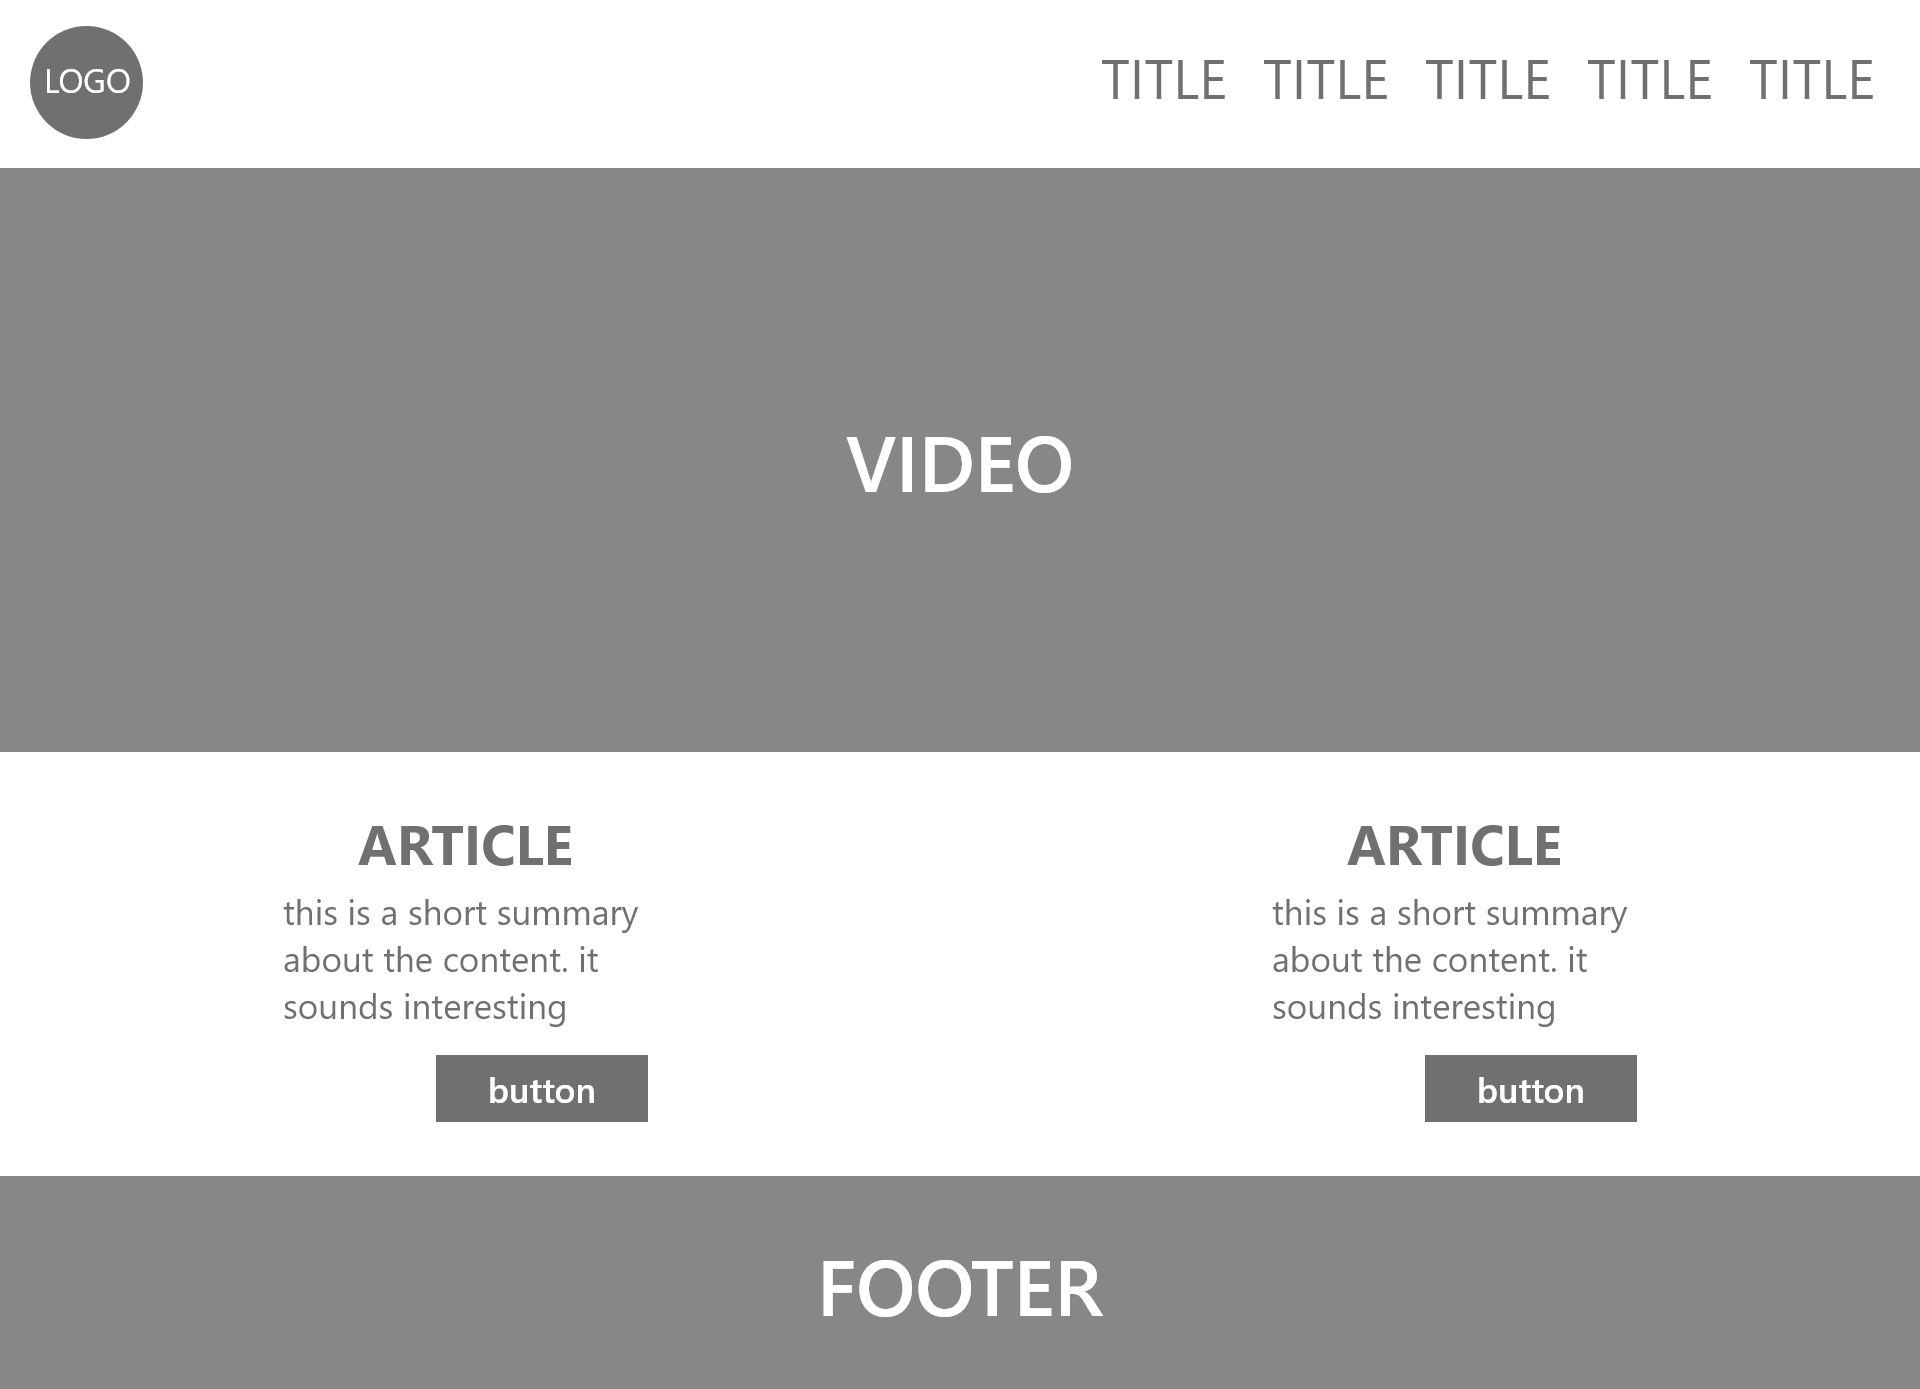 LOGO
TITLE TITLE TITLE TITLE TITLE
VIDEO
ARTICLE
this is a short summary
about the content. it
sounds interesting
button
ARTICLE
this is a short summary
about the content. it
sounds interesting
button
FOOTER